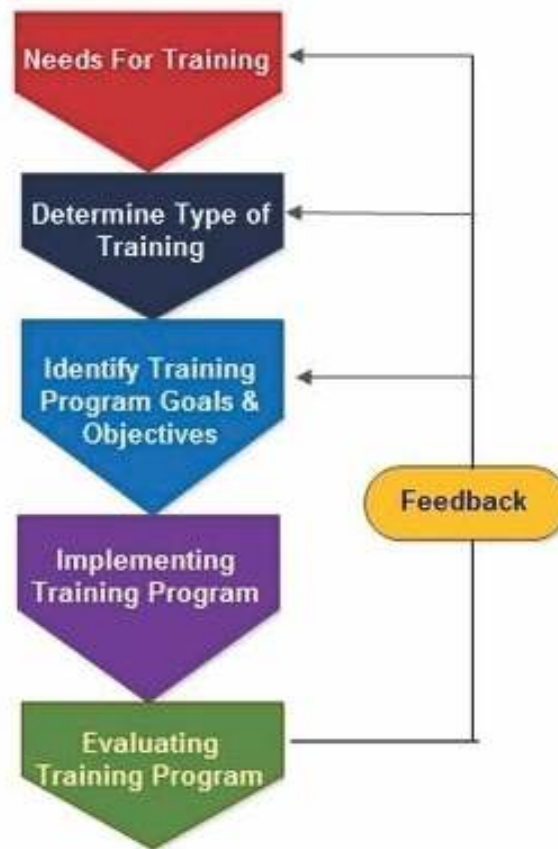 Needs For Training
Determine Type of
Training
Identify Training
Program Goals &
Objectives
Feedback
Implementing
Training Program
Evaluating
Training Program